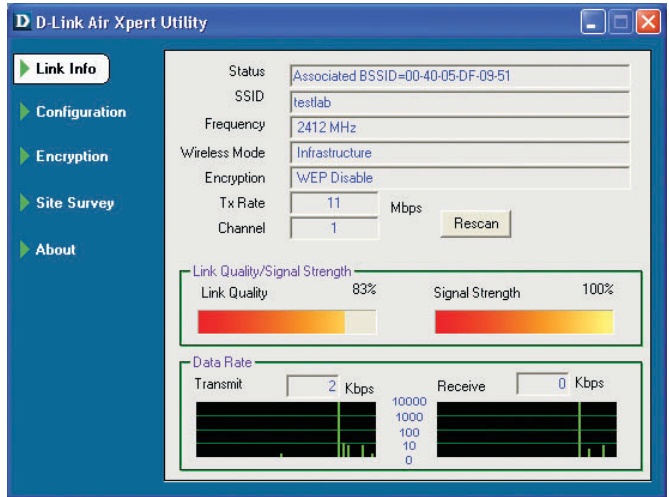 D D-Link Air Xpert Utility
Link Info
Configuration
Encryption
Site Survey
About
Status Associated BSSID=00-40-05-DF-09-51
SSID testlab
Frequency 2412 MHz
Wireless Mode Infrastructure
Encryption WEP Disable
Tx Rate 11 Mbps
Channel 1 Rescan
Link Quality/Signal Strength
Link Quality 83% Signal Strength 100%
Data Rate
Transmit 2 Kbps Receive 0 Kbps
10000
1000
100
10
0